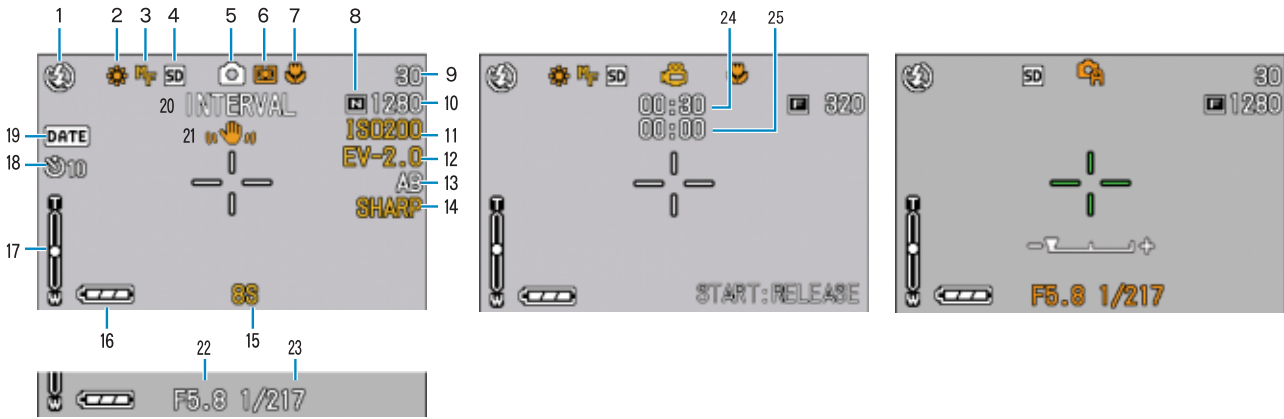 1 2 3 4 5 6 7 8 24 25
MF SD 30 9
20 INTERVAL N 1280 10
19 DATE 21 ISO200 11
18 10 EV-2.0 12
AB 13
SHARP 14
T
17
W
8S
16 15
MF SD
00:30 F 320
00:00
T
W START:RELEASE
SD A 30
F 1280
T
- +
W F5.8 1/217
22 23
W F5.8 1/217